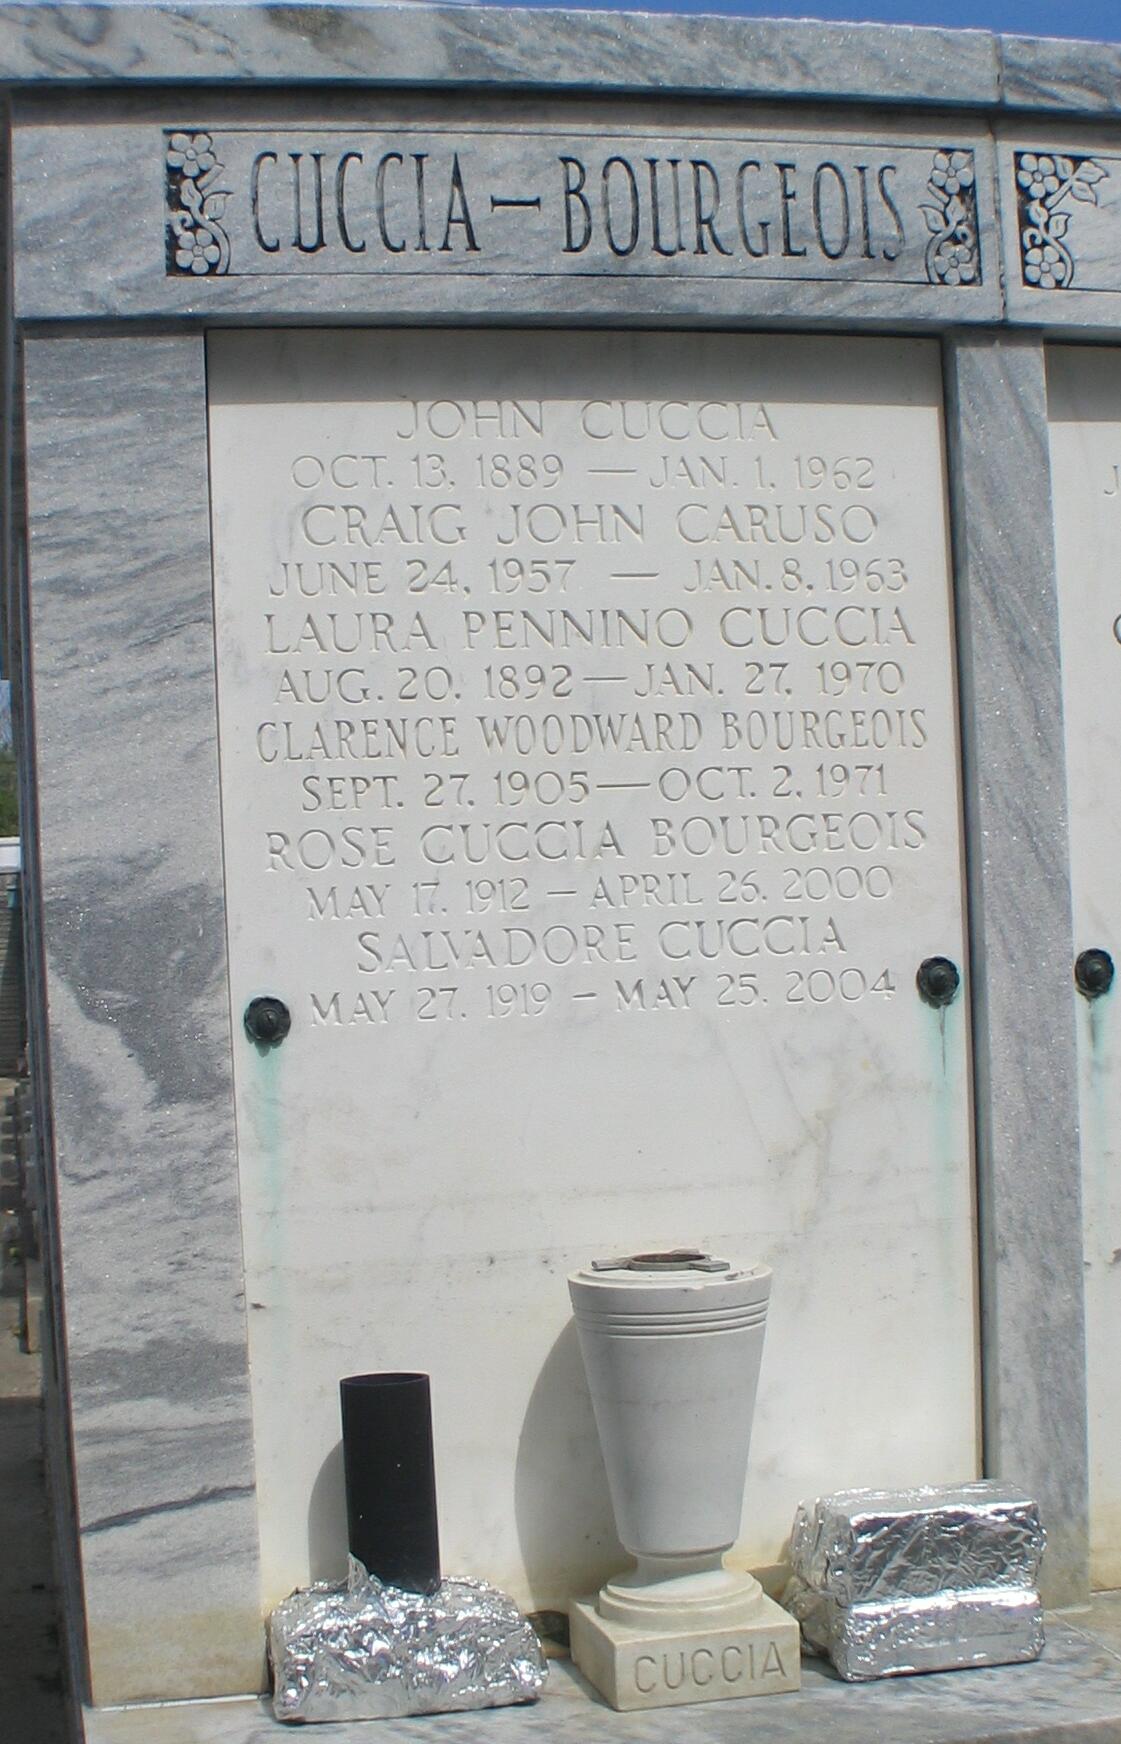 CUCCIA — BOURGEOIS
JOHN CUCCIA
OCT. 13, 1889 — JAN. 1, 1962
CRAIG JOHN CARUSO
JUNE 24, 1957 — JAN. 8, 1963
LAURA PENNINO CUCCIA
AUG. 20, 1892 — JAN. 27, 1970
CLARENCE WOODWARD BOURGEOIS
SEPT. 27, 1905 — OCT. 2, 1971
ROSE CUCCIA BOURGEOIS
MAY 17, 1912 — APRIL 26, 2000
SALVADORE CUCCIA
MAY 27, 1919 — MAY 25, 2004
CUCCIA